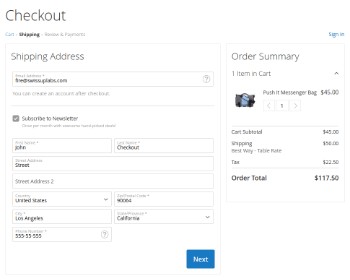 Checkout
Cart · Shipping · Review & Payments
Sign In
Shipping Address
Email Address *
fire@swissuplabs.com
You can create an account after checkout.
Subscribe to Newsletter
First Name *
John
Last Name *
Checkout
Street Address
Street
Street Address 2
Country
United States
Zip/Postal Code *
90004
City *
Los Angeles
State/Province *
California
Phone Number *
555-55-555
Next
Order Summary
1 Item in Cart
Push It Messenger Bag $45.00
1
Cart Subtotal $45.00
Shipping $50.00
Best Way - Table Rate
Tax $22.50
Order Total $117.50